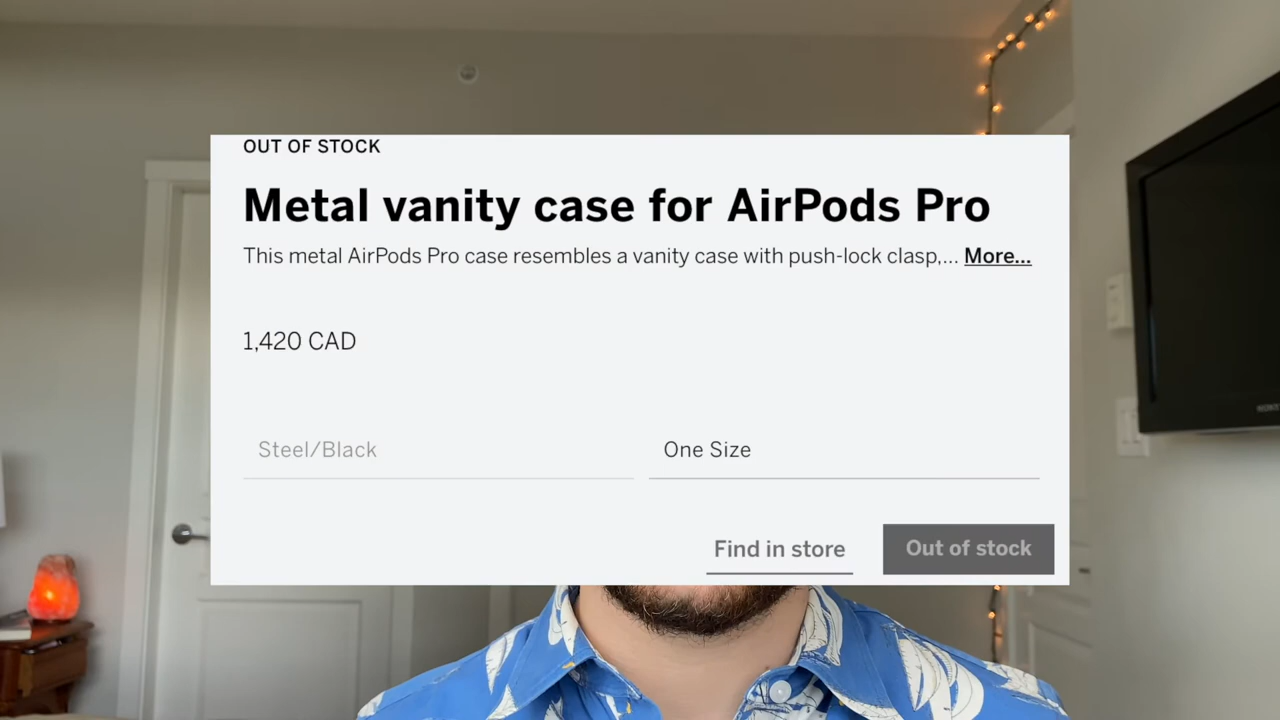 OUT OF STOCK
Metal vanity case for AirPods Pro
This metal AirPods Pro case resembles a vanity case with push-lock clasp,... More...
1,420 CAD
Steel/Black
One Size
Find in store
Out of stock